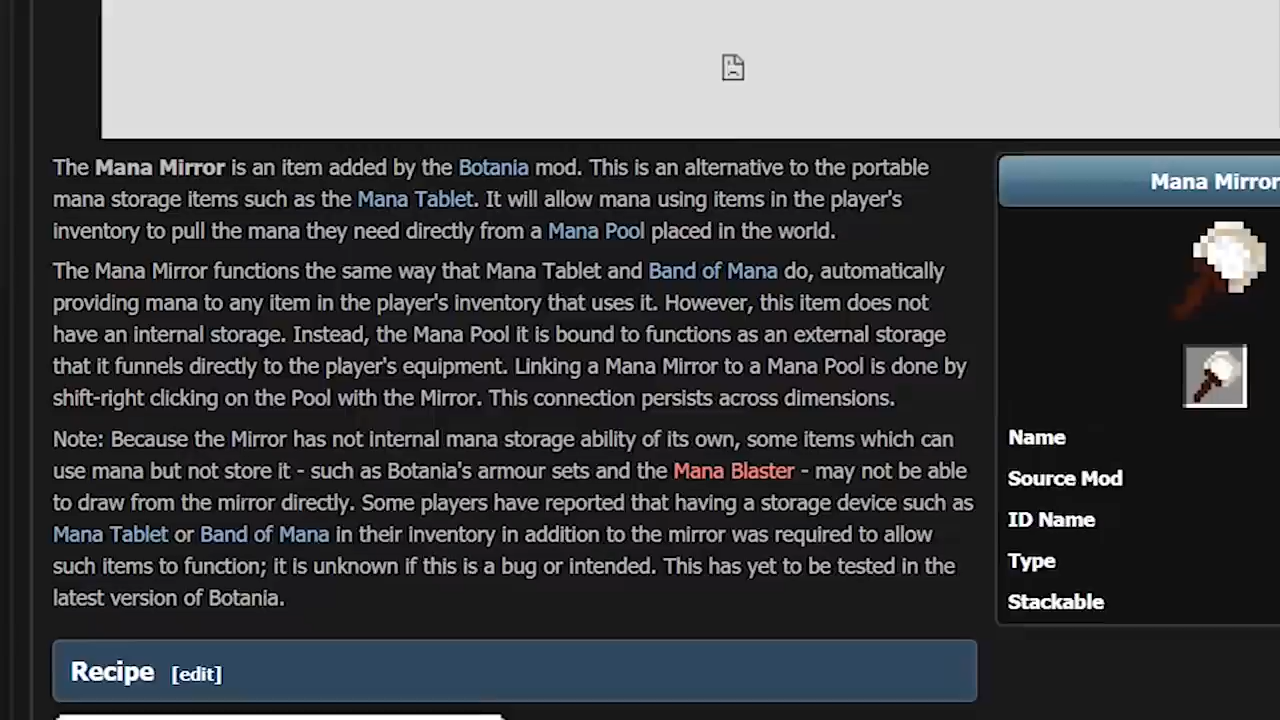 The Mana Mirror is an item added by the Botania mod. This is an alternative to the portable
mana storage items such as the Mana Tablet. It will allow mana using items in the player's
inventory to pull the mana they need directly from a Mana Pool placed in the world.
The Mana Mirror functions the same way that Mana Tablet and Band of Mana do, automatically
providing mana to any item in the player's inventory that uses it. However, this item does not
have an internal storage. Instead, the Mana Pool it is bound to functions as an external storage
that it funnels directly to the player's equipment. Linking a Mana Mirror to a Mana Pool is done by
shift-right clicking on the Pool with the Mirror. This connection persists across dimensions.
Note: Because the Mirror has not internal mana storage ability of its own, some items which can
use mana but not store it - such as Botania's armour sets and the Mana Blaster - may not be able
to draw from the mirror directly. Some players have reported that having a storage device such as
Mana Tablet or Band of Mana in their inventory in addition to the mirror was required to allow
such items to function; it is unknown if this is a bug or intended. This has yet to be tested in the
latest version of Botania.
Recipe [edit]
Mana Mirror
Name
Source Mod
ID Name
Type
Stackable